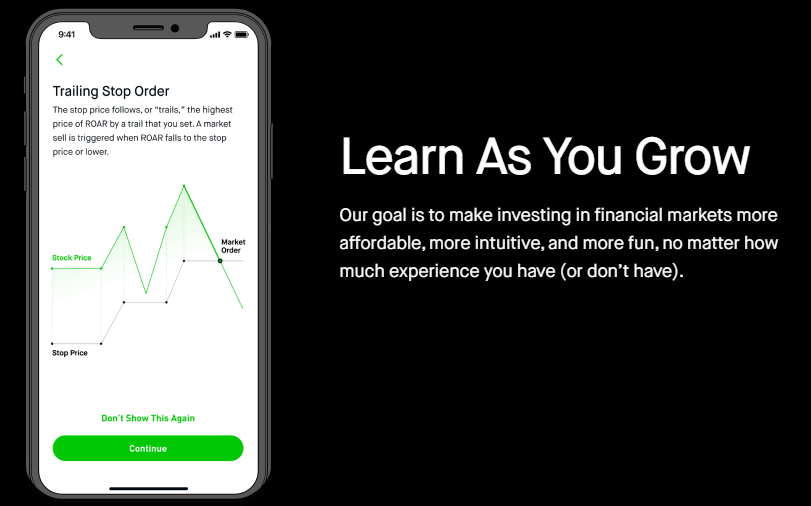 9:41
Trailing Stop Order
The stop price follows, or “trails,” the highest
price of ROAR by a trail that you set. A market
sell is triggered when ROAR falls to the stop
price or lower.
Market
Order
Stock Price
Stop Price
Don’t Show This Again
Continue
Learn As You Grow
Our goal is to make investing in financial markets more
affordable, more intuitive, and more fun, no matter how
much experience you have (or don’t have).